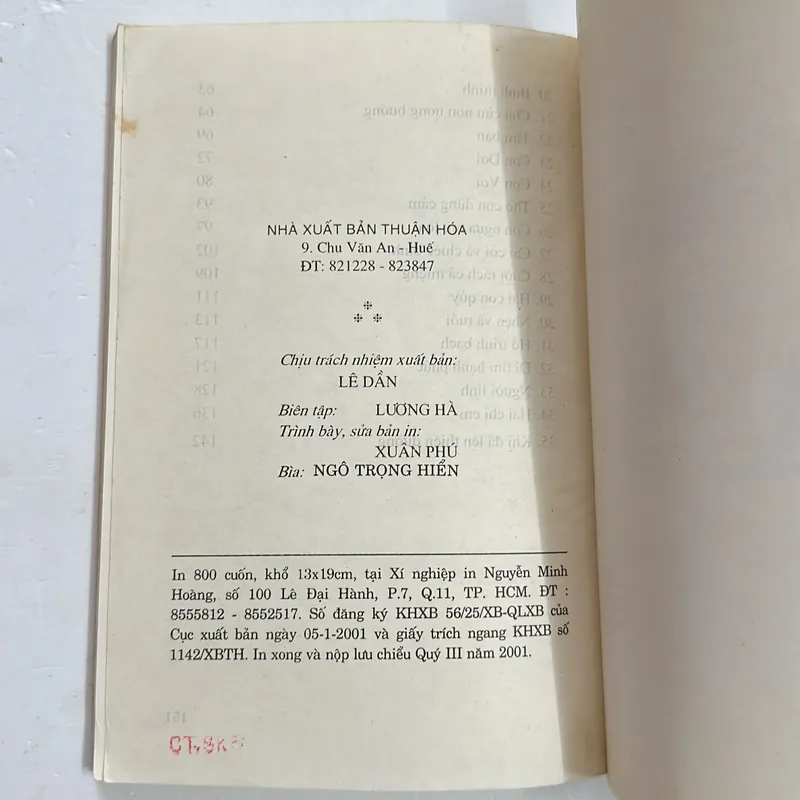 NHÀ XUẤT BẢN THUẬN HÓA
9. Chu Văn An - Huế
ĐT: 821228 - 823847
Chịu trách nhiệm xuất bản:
LÊ DẦN
Biên tập: LƯƠNG HÀ
Trình bày, sửa bản in:
XUÂN PHÚ
Bìa: NGÔ TRỌNG HIỂN
In 800 cuốn, khổ 13x19cm, tại Xí nghiệp in Nguyễn Minh
Hoàng, số 100 Lê Đại Hành, P.7, Q.11, TP. HCM. ĐT :
8555812 - 8552517. Số đăng ký KHXB 56/25/XB-QLXB của
Cục xuất bản ngày 05-1-2001 và giấy trích ngang KHXB số
1142/XBTH. In xong và nộp lưu chiểu Quý III năm 2001.